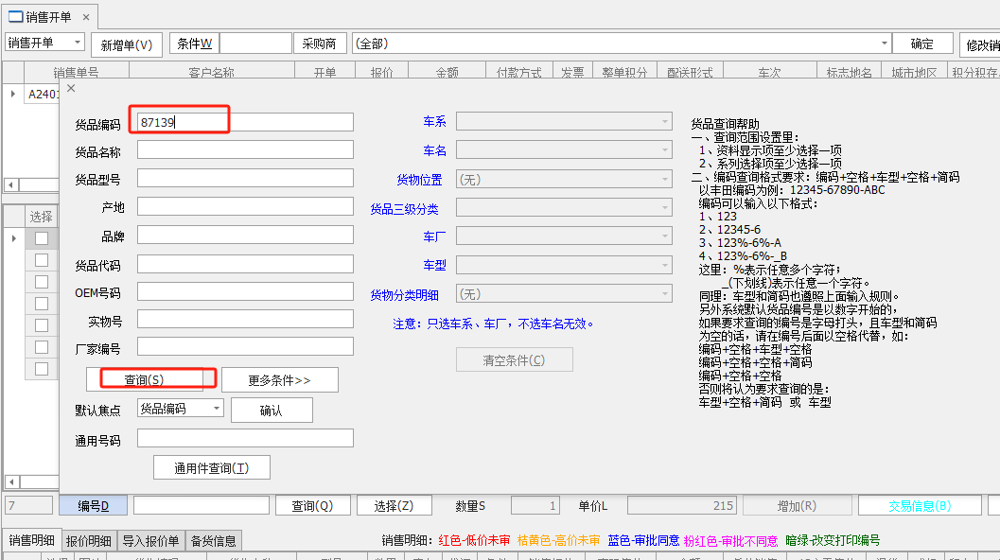 销售开单 ×
销售开单 新增单(V) 条件W 采购商 (全部) 确定 修改销
销售单号 客户名称 开单 报价 金额 付款方式 发票 整单积分 配送形式 车次 标志地名 城市地区 积分积存
A2401
×
货品编码 87139
货品名称
货品型号
产地
品牌
货品代码
OEM号码
实物号
厂家编号
查询(S) 更多条件>>
默认焦点 货品编码 确认
通用号码
通用件查询(T)
车系
车名
货物位置 (无)
货品三级分类
车厂
车型
货物分类明细 (无)
注意：只选车系、车厂，不选车名无效。
清空条件(C)
货品查询帮助
一、查询范围设置里：
1、资料显示项至少选择一项
2、系列选择项至少选择一项
二、编码查询格式要求：编码+空格+车型+空格+简码
以丰田编码为例：12345-67890-ABC
编码可以输入以下格式：
1、123
2、12345-6
3、123%-6%-A
4、123%-6%-_B
这里：%表示任意多个字符；
_(下划线)表示任意一个字符。
同理：车型和简码也遵照上面输入规则。
另外系统默认货品编号是以数字开始的，
如果要求查询的编号是字母打头，且车型和简码
为空的话，请在编号后面以空格代替，如：
编码+空格+车型+空格
编码+空格+空格+简码
编码+空格+空格
否则将认为要求查询的是：
车型+空格+简码 或 车型
选择
7 编号D 查询(Q) 选择(Z) 数量S 1 单价L 215 增加(R) 交易信息(B)
销售明细 报价明细 导入报价单 备货信息 销售明细：红色-低价未审 桔黄色-高价未审 蓝色-审批同意 粉红色-审批不同意 暗绿-改变打印编号